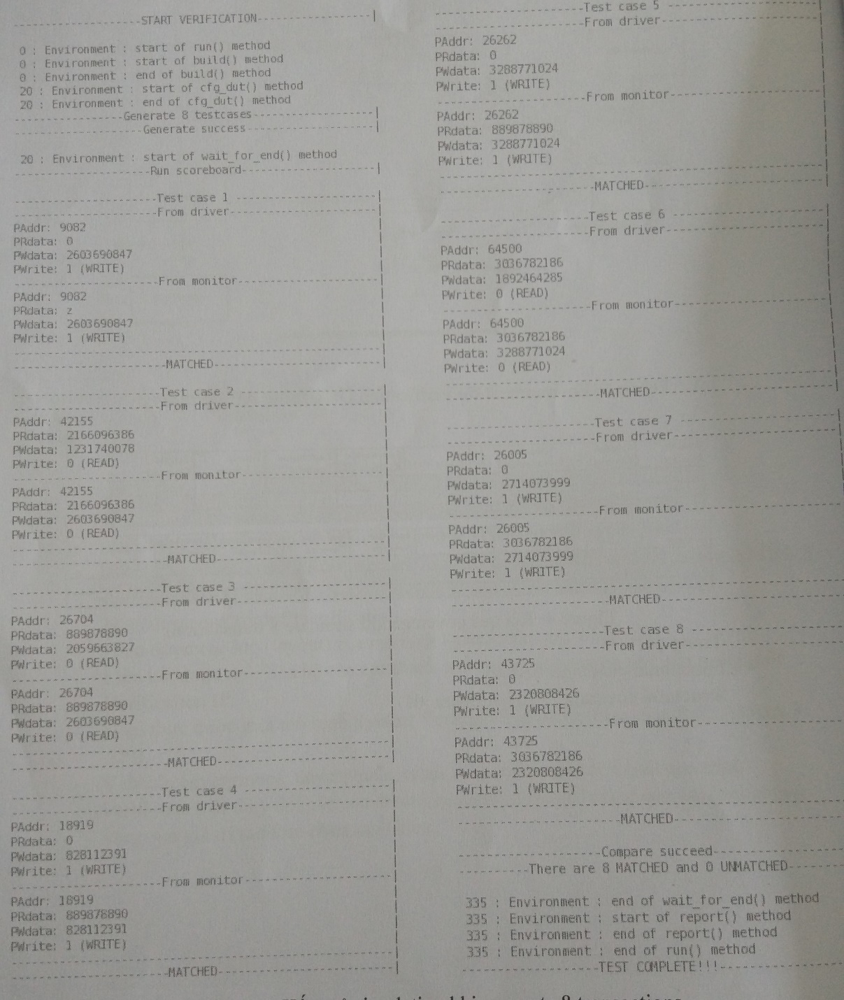 --------------------START VERIFICATION------------------|
0 : Environment : start of run() method
0 : Environment : start of build() method
0 : Environment : end of build() method
20 : Environment : start of cfg_dut() method
20 : Environment : end of cfg_dut() method
-----------------Generate 8 testcases-------------------|
--------------------Generate success--------------------|
20 : Environment : start of wait_for_end() method
---------------------Run scoreboard---------------------|
----------------------Test case 1 ----------------------|
----------------------From driver-----------------------|
PAddr: 9082
PRdata: 0
PWdata: 2603690847
PWrite: 1 (WRITE)
----------------------From monitor----------------------|
PAddr: 9082
PRdata: z
PWdata: 2603690847
PWrite: 1 (WRITE)
--------------------------------------------------------|
-----------------------MATCHED--------------------------|
----------------------Test case 2 ----------------------|
----------------------From driver-----------------------|
PAddr: 42155
PRdata: 2166096386
PWdata: 1231740078
PWrite: 0 (READ)
----------------------From monitor----------------------|
PAddr: 42155
PRdata: 2166096386
PWdata: 2603690847
PWrite: 0 (READ)
--------------------------------------------------------|
-----------------------MATCHED--------------------------|
----------------------Test case 3 ----------------------|
----------------------From driver-----------------------|
PAddr: 26704
PRdata: 889878890
PWdata: 2059663827
PWrite: 0 (READ)
----------------------From monitor----------------------|
PAddr: 26704
PRdata: 889878890
PWdata: 2603690847
PWrite: 0 (READ)
--------------------------------------------------------|
-----------------------MATCHED--------------------------|
----------------------Test case 4 ----------------------|
----------------------From driver-----------------------|
PAddr: 18919
PRdata: 0
PWdata: 828112391
PWrite: 1 (WRITE)
----------------------From monitor----------------------|
PAddr: 18919
PRdata: 889878890
PWdata: 828112391
PWrite: 1 (WRITE)
--------------------------------------------------------|
-----------------------MATCHED--------------------------|
----------------------Test case 5 ----------------------|
----------------------From driver-----------------------|
PAddr: 26262
PRdata: 0
PWdata: 3288771024
PWrite: 1 (WRITE)
----------------------From monitor----------------------|
PAddr: 26262
PRdata: 889878890
PWdata: 3288771024
PWrite: 1 (WRITE)
--------------------------------------------------------|
-----------------------MATCHED--------------------------|
----------------------Test case 6 ----------------------|
----------------------From driver-----------------------|
PAddr: 64500
PRdata: 3036782186
PWdata: 1892464285
PWrite: 0 (READ)
----------------------From monitor----------------------|
PAddr: 64500
PRdata: 3036782186
PWdata: 3288771024
PWrite: 0 (READ)
--------------------------------------------------------|
-----------------------MATCHED--------------------------|
----------------------Test case 7 ----------------------|
----------------------From driver-----------------------|
PAddr: 26005
PRdata: 0
PWdata: 2714073999
PWrite: 1 (WRITE)
----------------------From monitor----------------------
PAddr: 26005
PRdata: 3036782186
PWdata: 2714073999
PWrite: 1 (WRITE)
--------------------------------------------------------
-----------------------MATCHED--------------------------
----------------------Test case 8 ----------------------
----------------------From driver-----------------------
PAddr: 43725
PRdata: 0
PWdata: 2320808426
PWrite: 1 (WRITE)
----------------------From monitor----------------------
PAddr: 43725
PRdata: 3036782186
PWdata: 2320808426
PWrite: 1 (WRITE)
--------------------------------------------------------
-----------------------MATCHED--------------------------
--------------------Compare succeed---------------------
----------There are 8 MATCHED and 0 UNMATCHED--------
335 : Environment : end of wait_for_end() method
335 : Environment : start of report() method
335 : Environment : end of report() method
335 : Environment : end of run() method
-------------------TEST COMPLETE!!!-------------------